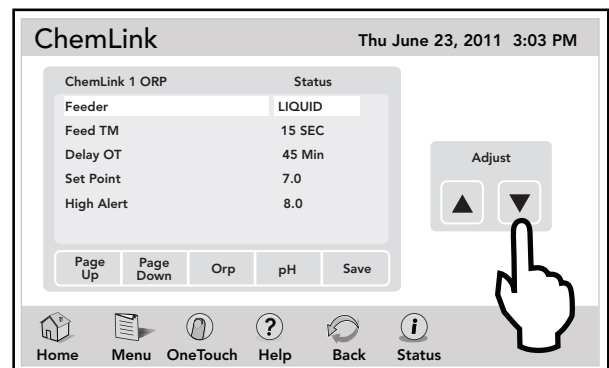 ChemLink Thu June 23, 2011 3:03 PM
ChemLink 1 ORP Status
Feeder LIQUID
Feed TM 15 SEC
Delay OT 45 Min
Set Point 7.0
High Alert 8.0
Adjust
Page Up Page Down Orp pH Save
Home Menu OneTouch Help Back Status